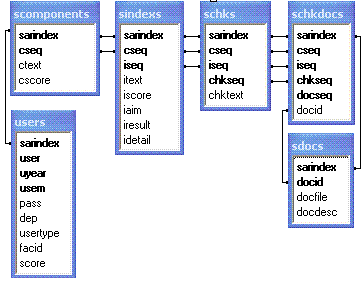 scomponents
sarindex
cseq
ctext
cscore
sindexs
sarindex
cseq
iseq
itext
iscore
iaim
iresult
idetail
schks
sarindex
cseq
iseq
chkseq
chktext
schkdocs
sarindex
cseq
iseq
chkseq
docseq
docid
users
sarindex
user
uyear
usem
pass
dep
usertype
facid
score
sdocs
sarindex
docid
docfile
docdesc